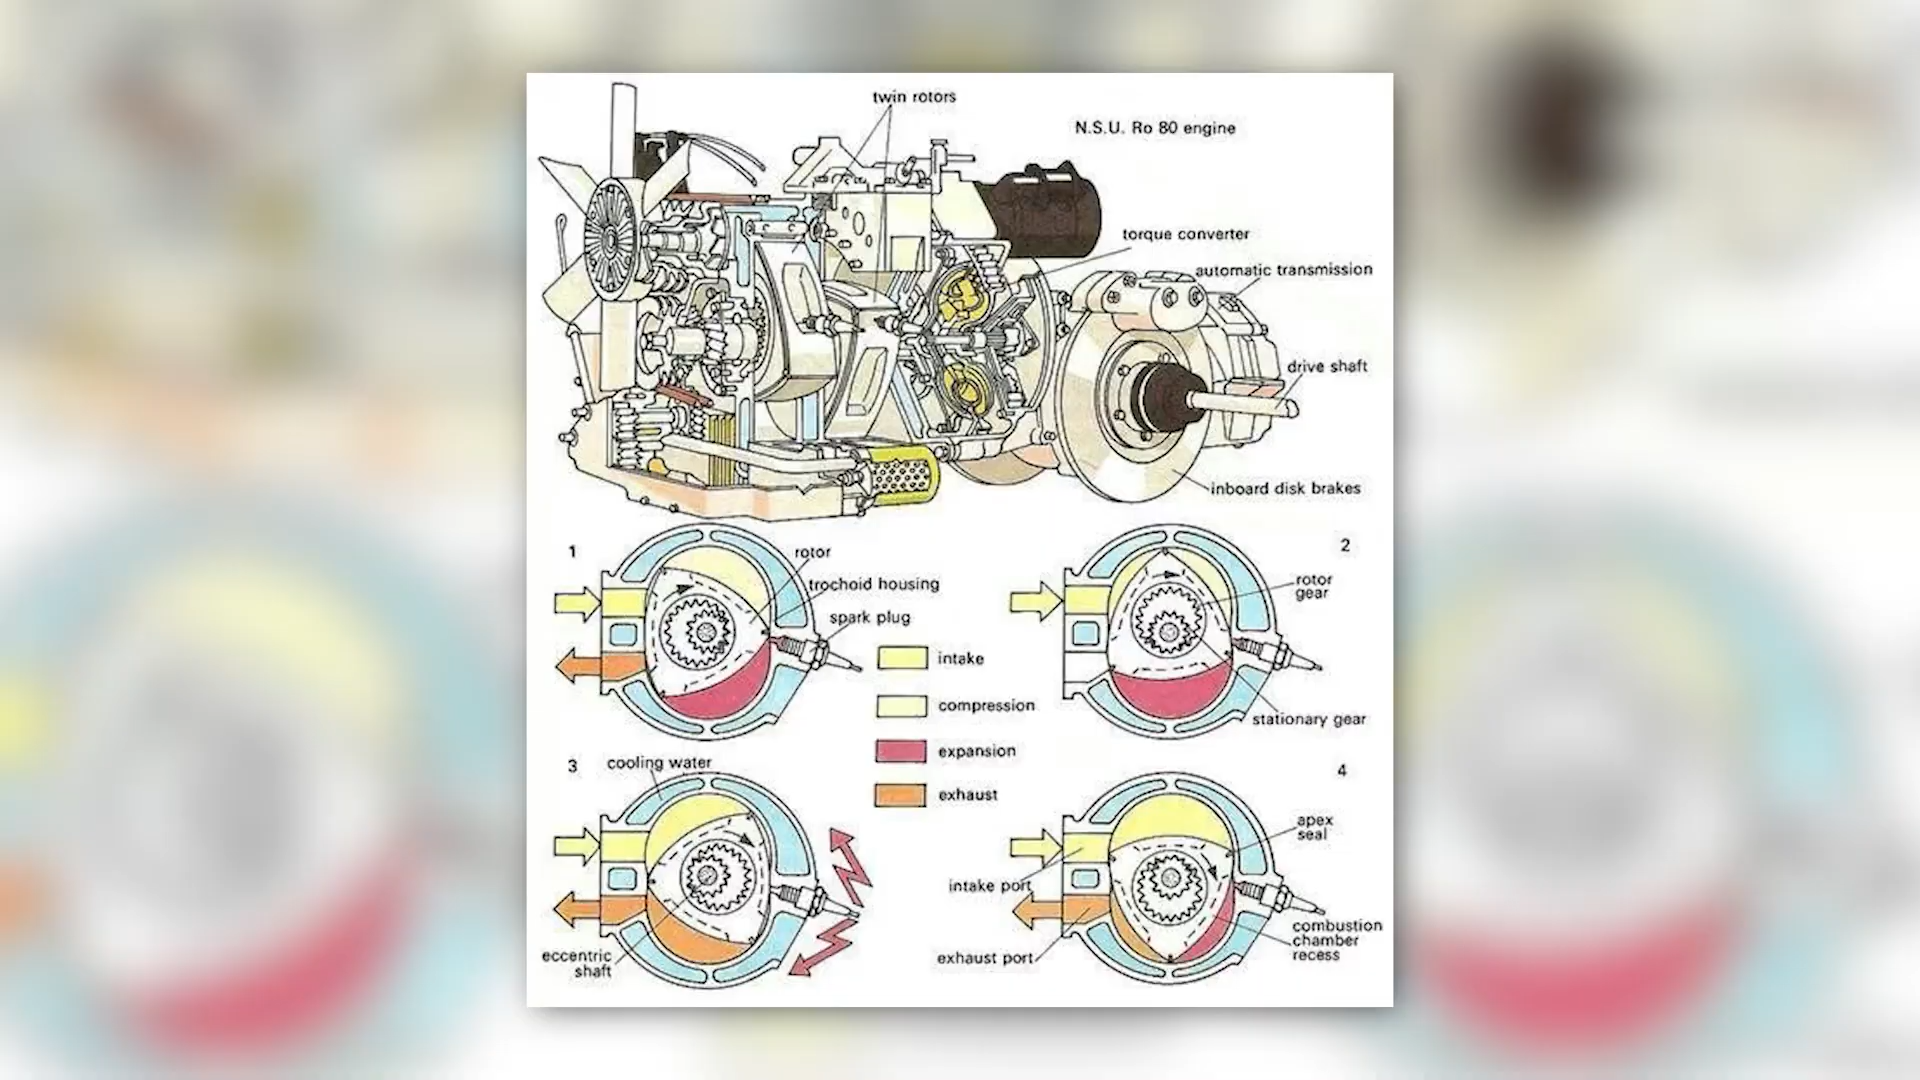 twin rotors
N.S.U. Ro 80 engine
torque converter
automatic transmission
drive shaft
inboard disk brakes
1
rotor
trochoid housing
spark plug
2
rotor
gear
stationary gear
intake
compression
expansion
exhaust
3
cooling water
eccentric
shaft
4
apex
seal
intake port
exhaust port
combustion
chamber
recess